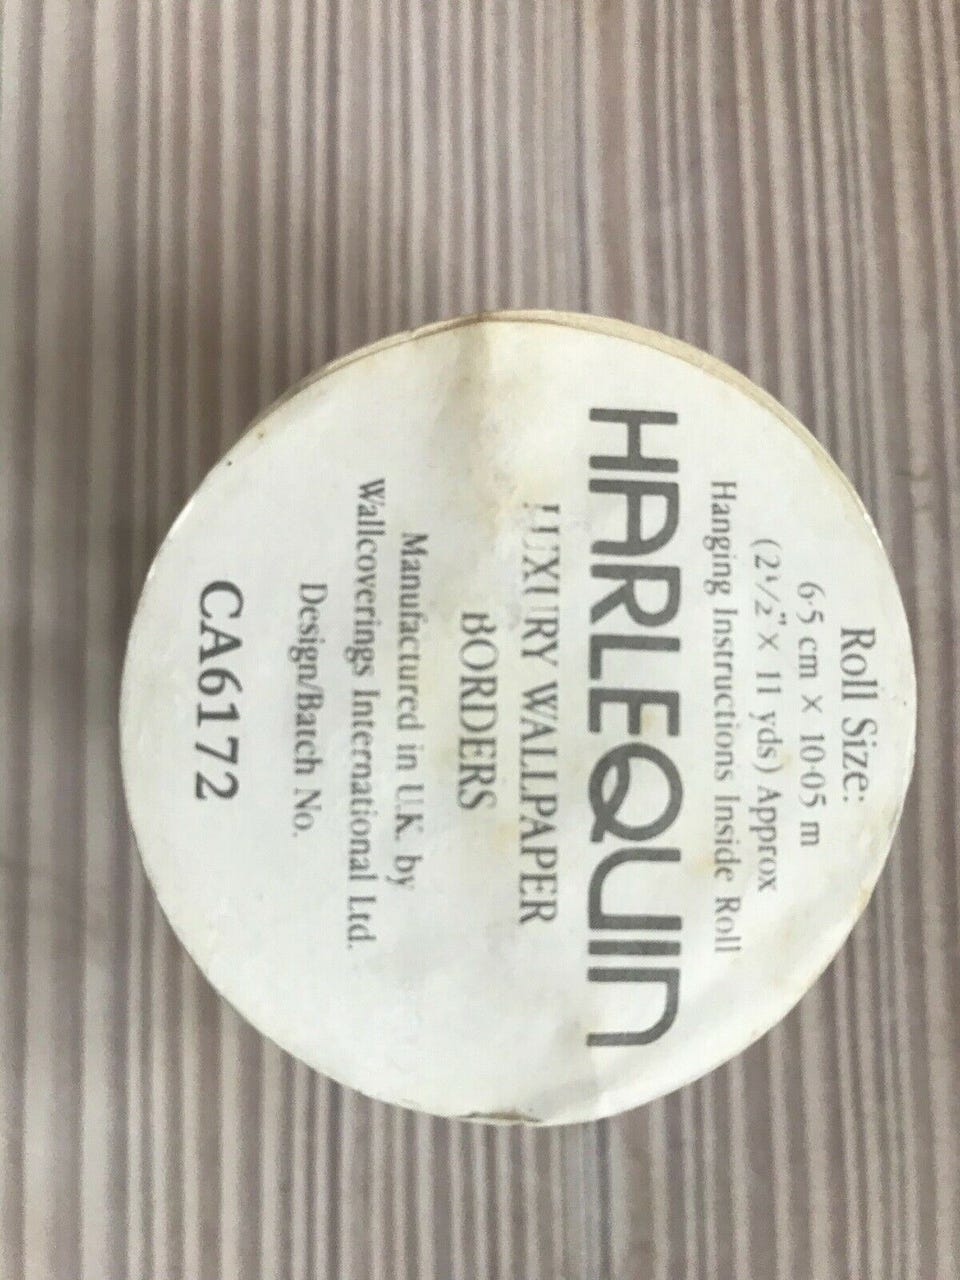 Roll Size:
6·5 cm × 10·05 m
(2½" × 11 yds) Approx
Hanging Instructions Inside Roll
HARLEQUIN
LUXURY WALLPAPER
BORDERS
Manufactured in U.K. by
Wallcoverings International Ltd.
Design/Batch No.
CA6172